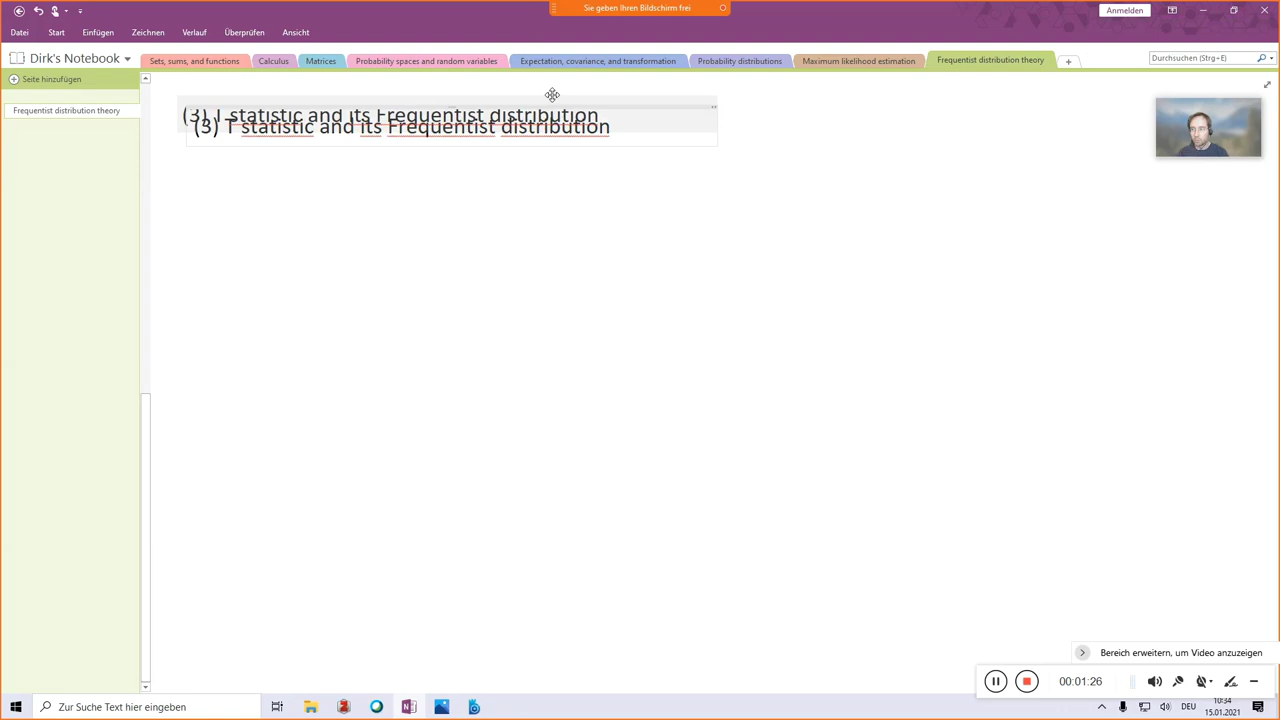 Sie geben Ihren Bildschirm frei
Anmelden
Datei Start Einfügen Zeichnen Verlauf Überprüfen Ansicht
Dirk's Notebook
Sets, sums, and functions Calculus Matrices Probability spaces and random variables Expectation, covariance, and transformation Probability distributions Maximum likelihood estimation Frequentist distribution theory
Durchsuchen (Strg+E)
Seite hinzufügen
Frequentist distribution theory
(3) T statistic and its Frequentist distribution
(3) T statistic and its Frequentist distribution
Bereich erweitern, um Video anzuzeigen
00:01:26
Zur Suche Text hier eingeben
DEU
10:34
15.01.2021